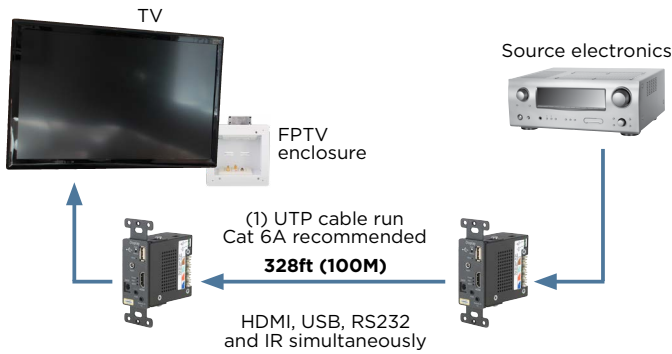 TV
Source electronics
FPTV
enclosure
(1) UTP cable run
Cat 6A recommended
328ft (100M)
HDMI, USB, RS232
and IR simultaneously